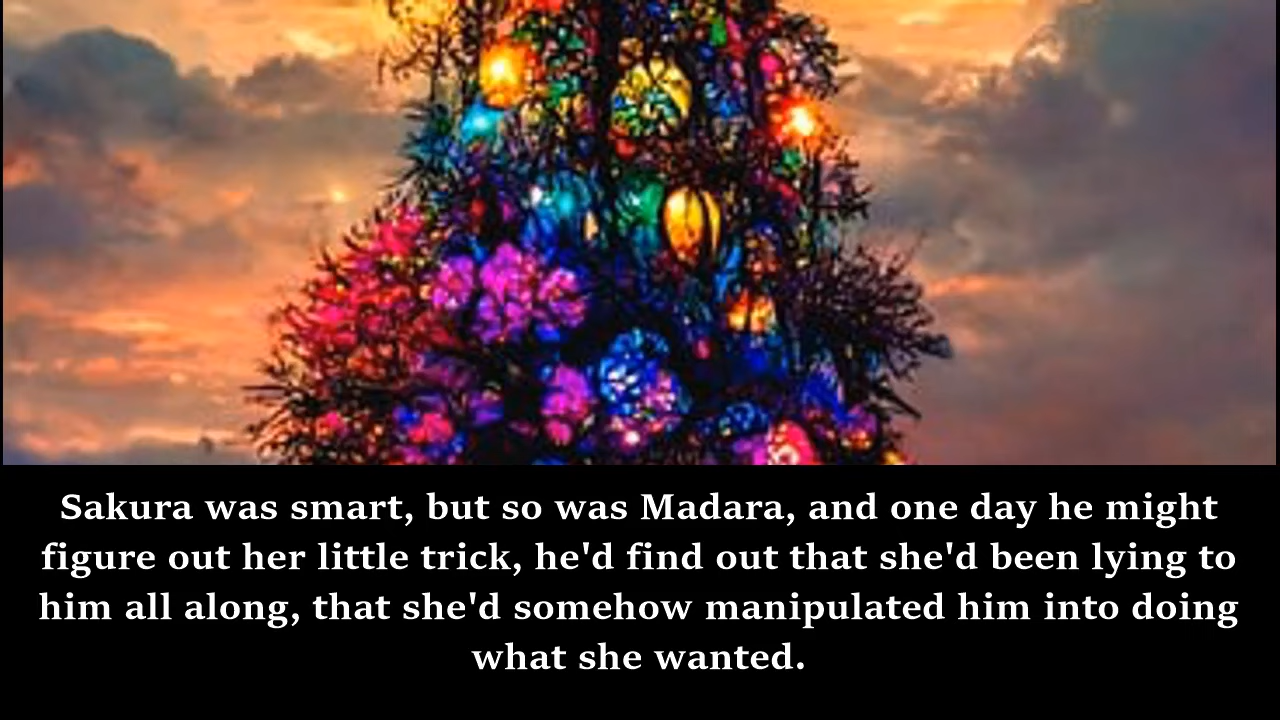 Sakura was smart, but so was Madara, and one day he might
figure out her little trick, he'd find out that she'd been lying to
him all along, that she'd somehow manipulated him into doing
what she wanted.